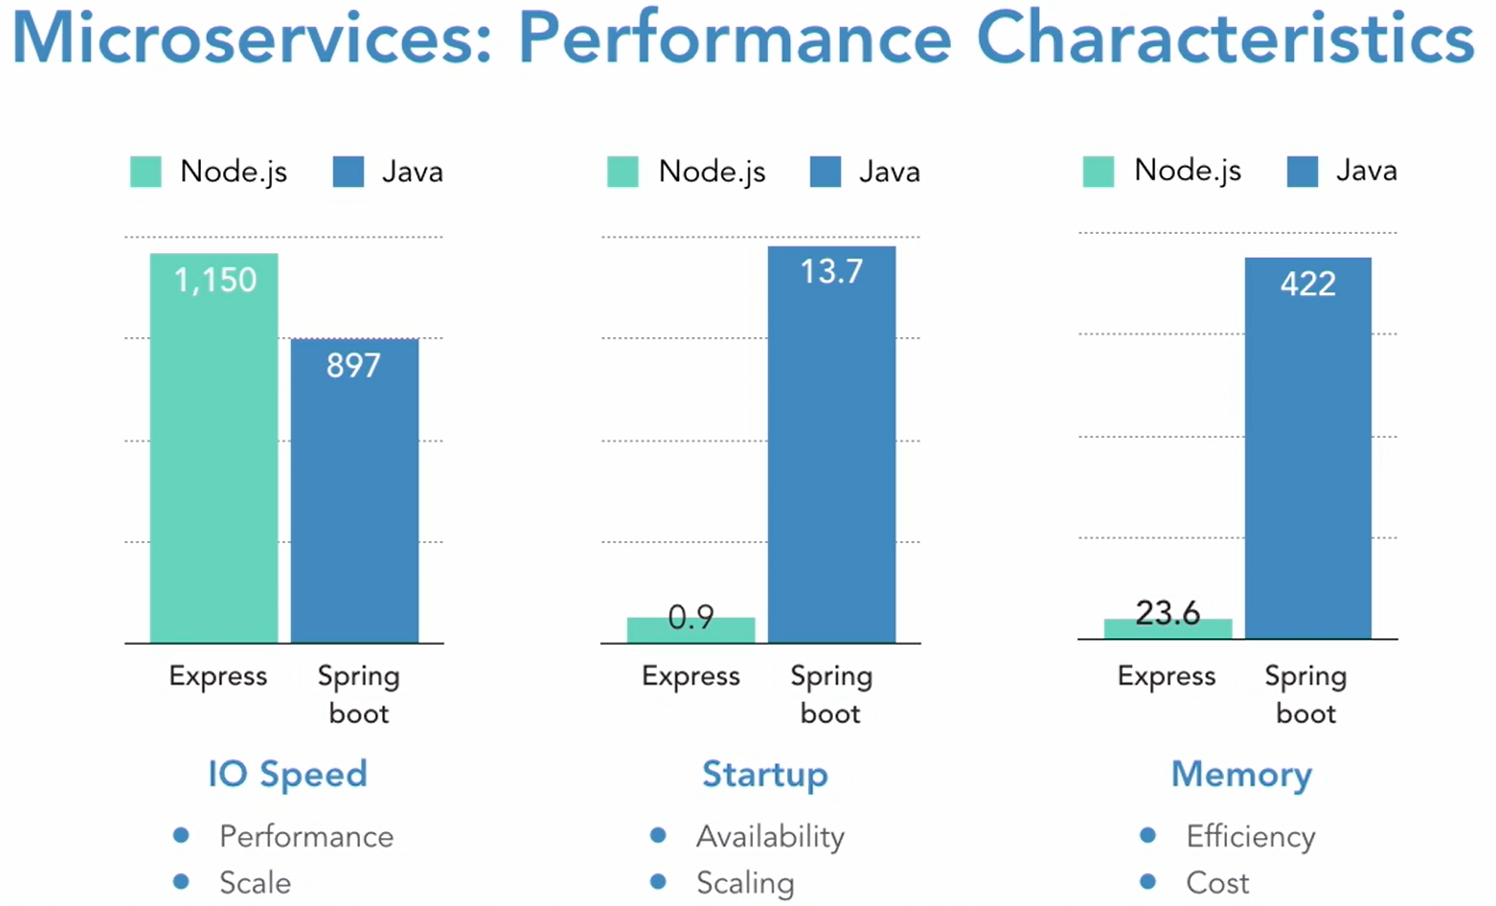 Microservices: Performance Characteristics
Node.js Java
1,150
897
Express Spring
boot
IO Speed
Performance
Scale
Node.js Java
13.7
0.9
Express Spring
boot
Startup
Availability
Scaling
Node.js Java
422
23.6
Express Spring
boot
Memory
Efficiency
Cost